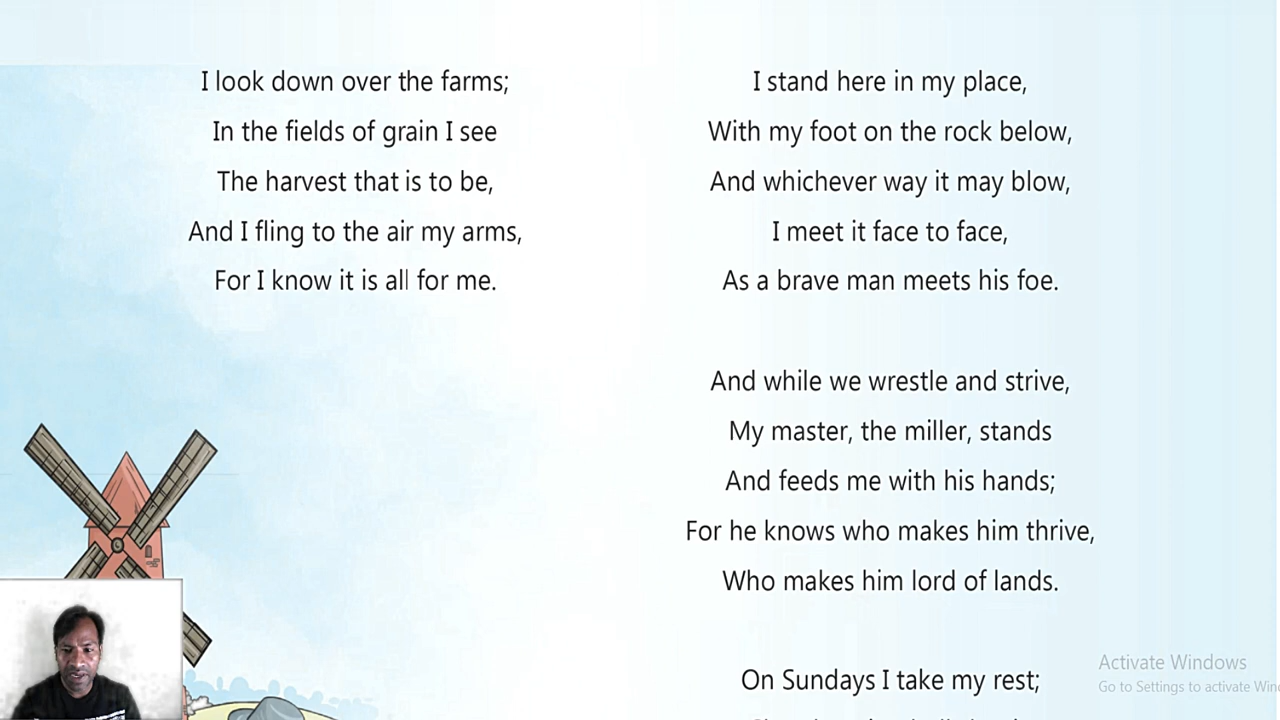 I look down over the farms;
In the fields of grain I see
The harvest that is to be,
And I fling to the air my arms,
For I know it is all for me.
I stand here in my place,
With my foot on the rock below,
And whichever way it may blow,
I meet it face to face,
As a brave man meets his foe.
And while we wrestle and strive,
My master, the miller, stands
And feeds me with his hands;
For he knows who makes him thrive,
Who makes him lord of lands.
On Sundays I take my rest;
Activate Windows
Go to Settings to activate